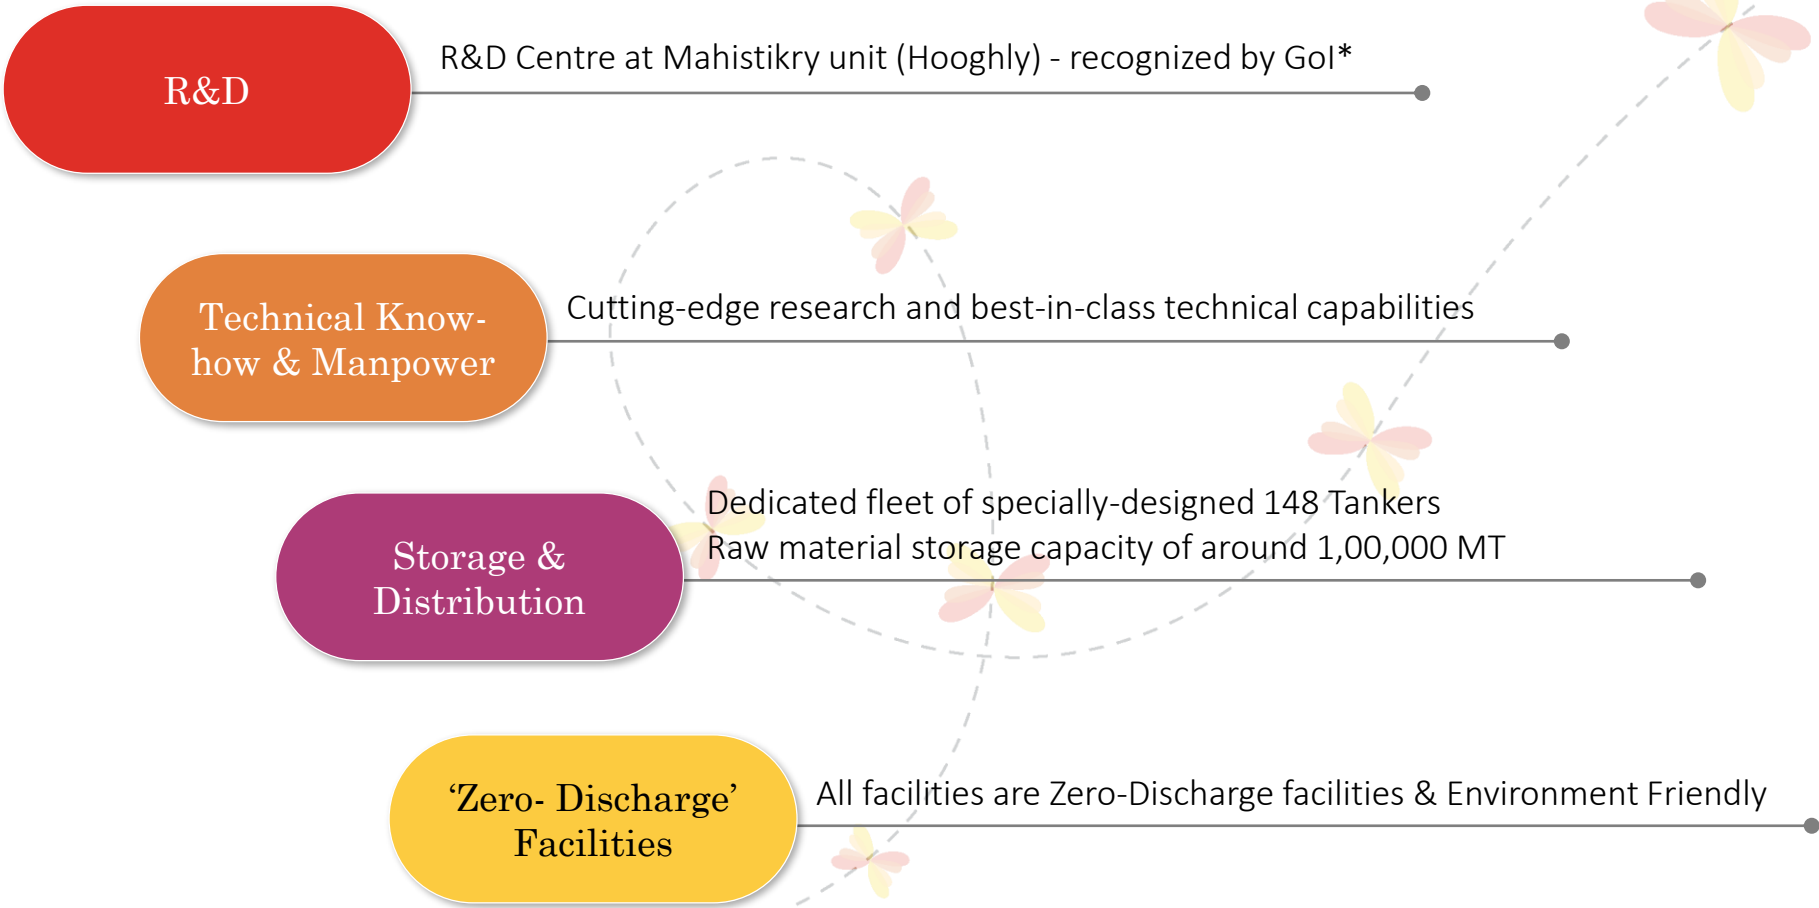 R&D
R&D Centre at Mahistikry unit (Hooghly) - recognized by GoI*
Technical Know-
how & Manpower
Cutting-edge research and best-in-class technical capabilities
Storage &
Distribution
Dedicated fleet of specially-designed 148 Tankers
Raw material storage capacity of around 1,00,000 MT
‘Zero- Discharge’
Facilities
All facilities are Zero-Discharge facilities & Environment Friendly